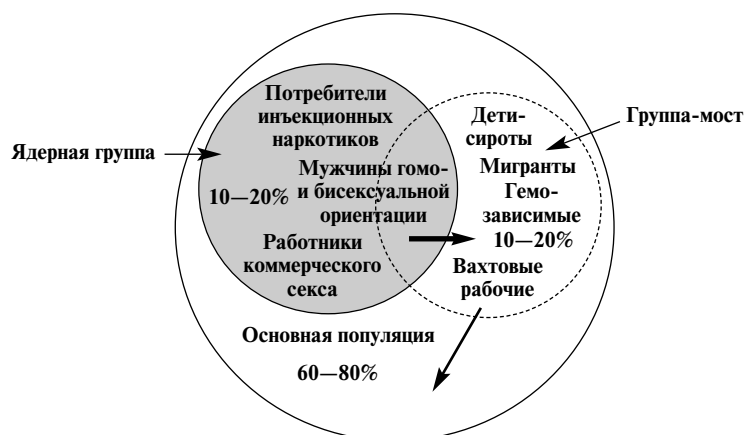 Ядерная группа
Потребители
инъекционных
наркотиков
Мужчины гомо-
и бисексуальной
ориентации
10—20%
Работники
коммерческого
секса
Дети-
сироты
Мигранты
Гемо-
зависимые
10—20%
Вахтовые
рабочие
Группа-мост
Основная популяция
60—80%